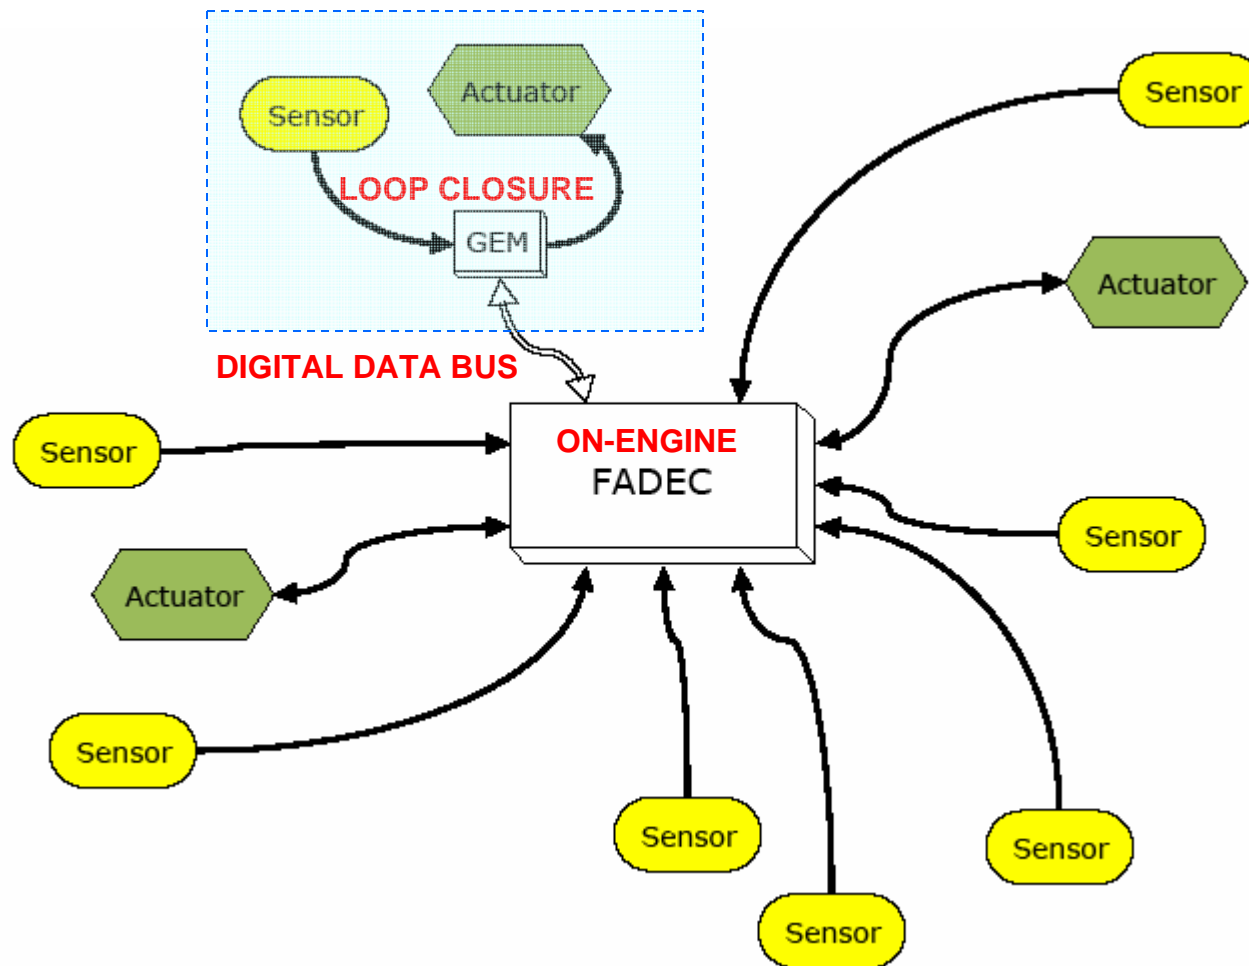 Actuator
Sensor
Sensor
LOOP CLOSURE
GEM
Actuator
DIGITAL DATA BUS
ON-ENGINE
FADEC
Sensor
Sensor
Actuator
Sensor
Sensor
Sensor
Sensor